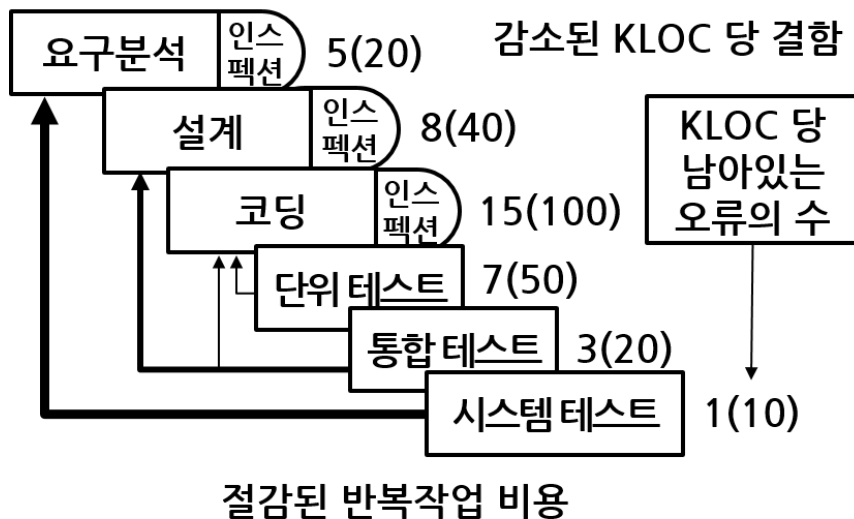 감소된 KLOC 당 결함
요구분석
인스
펙션
5(20)
설계
인스
펙션
8(40)
코딩
인스
펙션
15(100)
KLOC 당
남아있는
오류의 수
단위 테스트
7(50)
통합 테스트
3(20)
시스템 테스트
1(10)
절감된 반복작업 비용